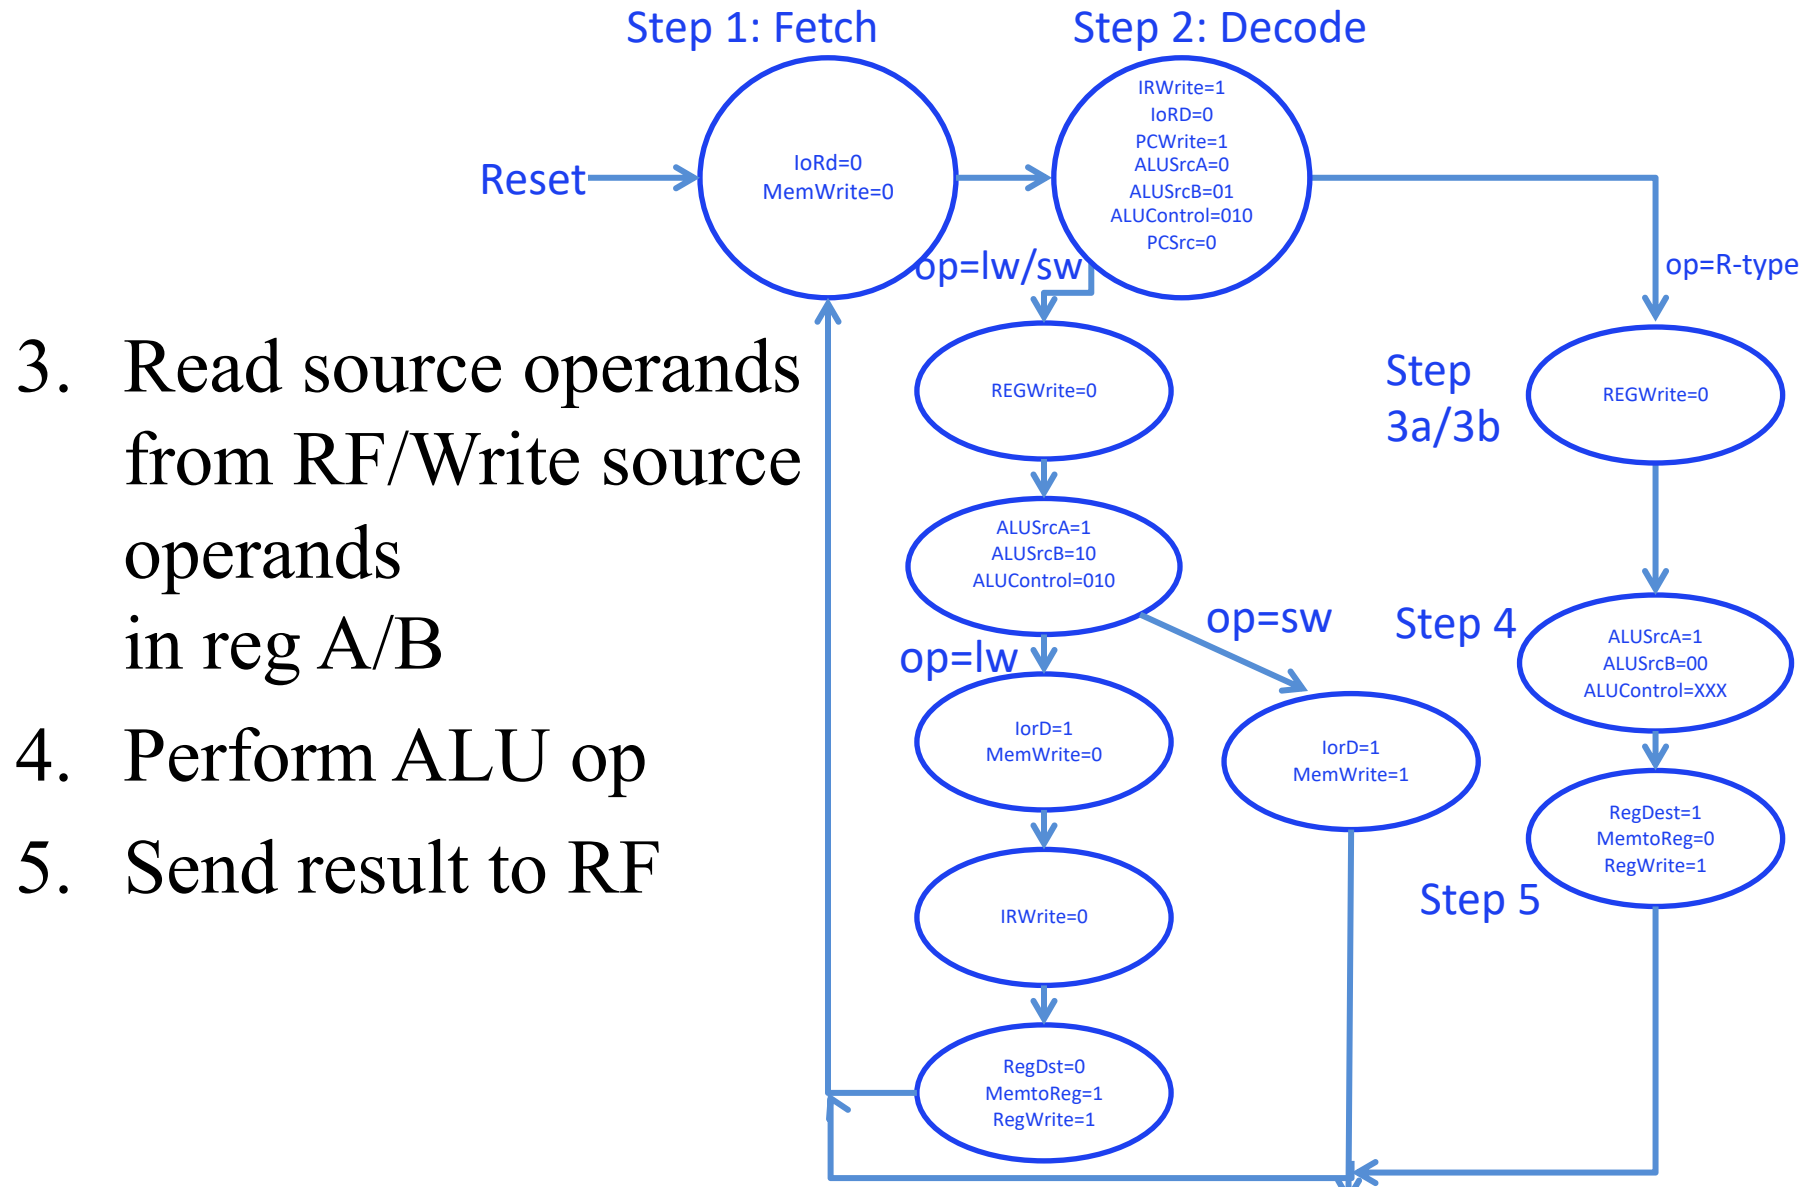 Step 1: Fetch
Step 2: Decode
IRWrite=1
IoRD=0
PCWrite=1
ALUSrcA=0
ALUSrcB=01
ALUControl=010
PCSrc=0
Reset
IoRd=0
MemWrite=0
op=lw/sw
op=R-type
3. Read source operands
from RF/Write source
operands
in reg A/B
4. Perform ALU op
5. Send result to RF
REGWrite=0
Step
3a/3b
REGWrite=0
ALUSrcA=1
ALUSrcB=10
ALUControl=010
op=sw
op=lw
Step 4
ALUSrcA=1
ALUSrcB=00
ALUControl=XXX
IorD=1
MemWrite=0
IorD=1
MemWrite=1
RegDest=1
MemtoReg=0
RegWrite=1
Step 5
IRWrite=0
RegDst=0
MemtoReg=1
RegWrite=1